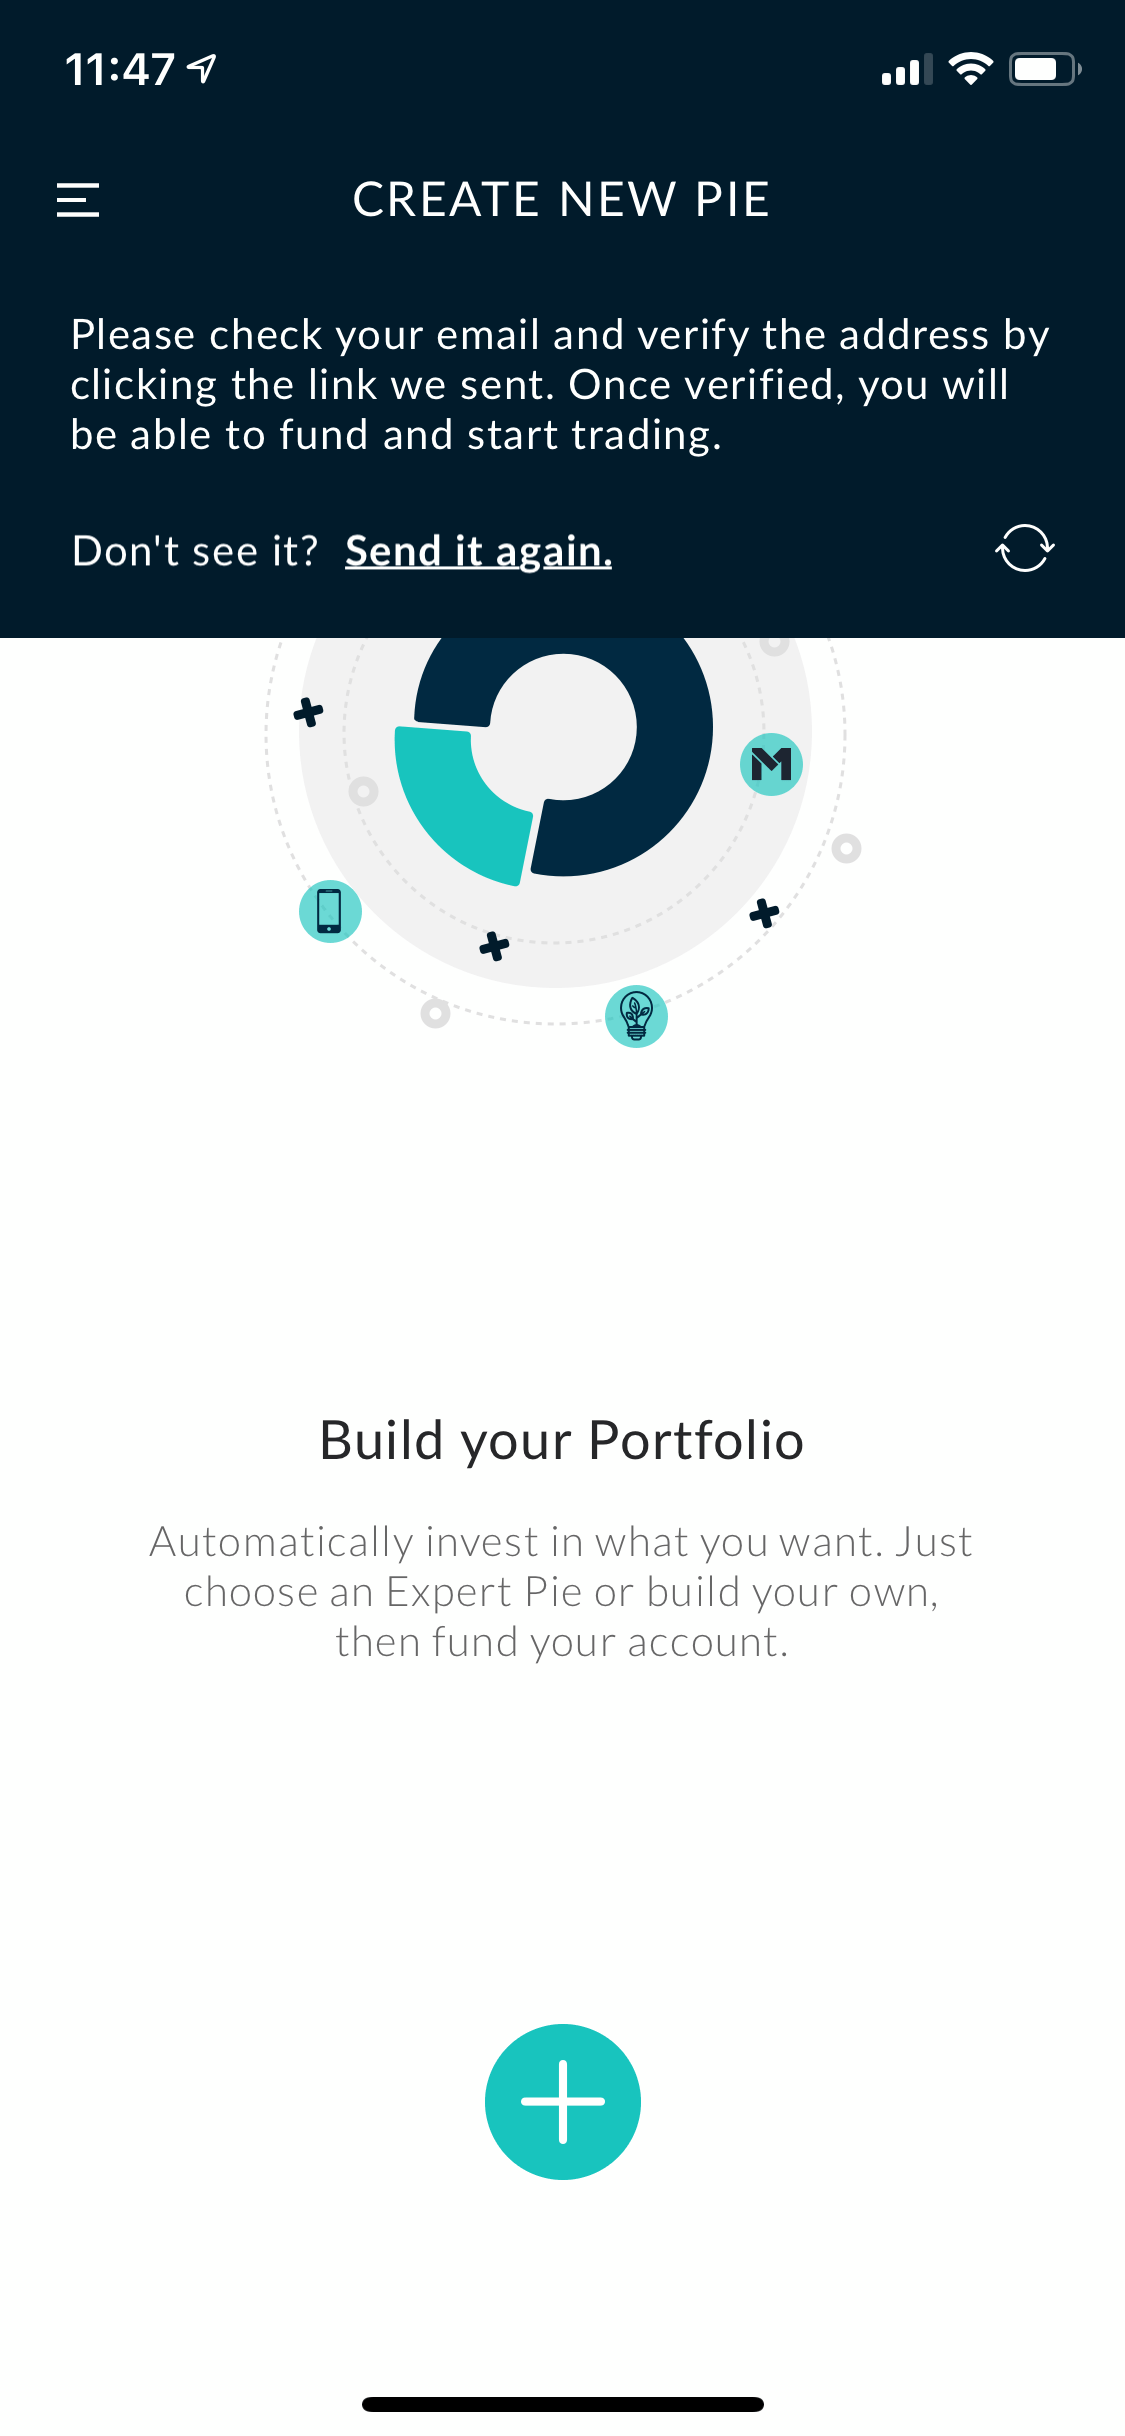 11:47
CREATE NEW PIE
Please check your email and verify the address by
clicking the link we sent. Once verified, you will
be able to fund and start trading.
Don't see it? Send it again.
M
Build your Portfolio
Automatically invest in what you want. Just
choose an Expert Pie or build your own,
then fund your account.